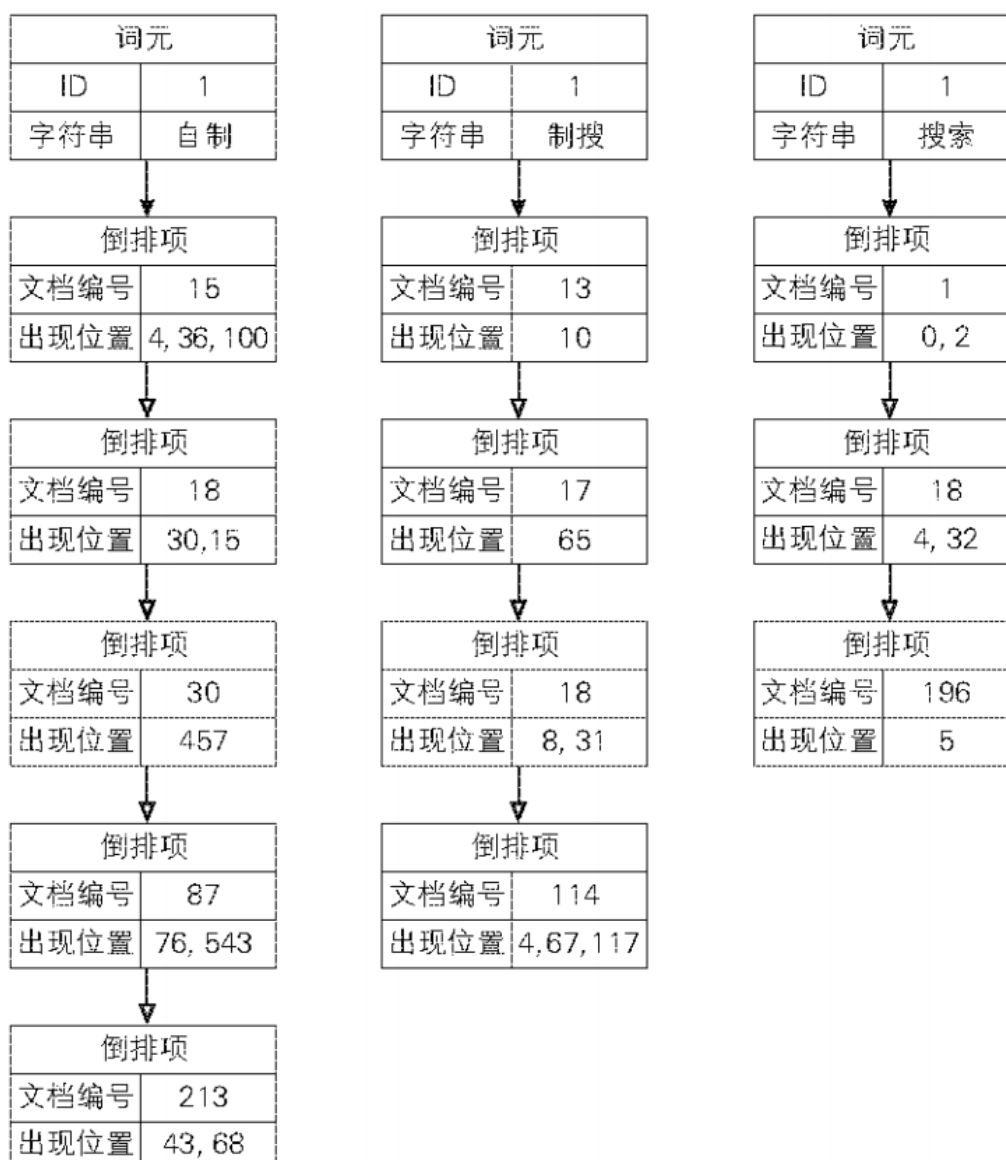 词元
ID 1
字符串 自制
倒排项
文档编号 15
出现位置 4, 36, 100
倒排项
文档编号 18
出现位置 30,15
倒排项
文档编号 30
出现位置 457
倒排项
文档编号 87
出现位置 76, 543
倒排项
文档编号 213
出现位置 43, 68
词元
ID 1
字符串 制搜
倒排项
文档编号 13
出现位置 10
倒排项
文档编号 17
出现位置 65
倒排项
文档编号 18
出现位置 8, 31
倒排项
文档编号 114
出现位置 4,67,117
词元
ID 1
字符串 搜索
倒排项
文档编号 1
出现位置 0, 2
倒排项
文档编号 18
出现位置 4, 32
倒排项
文档编号 196
出现位置 5